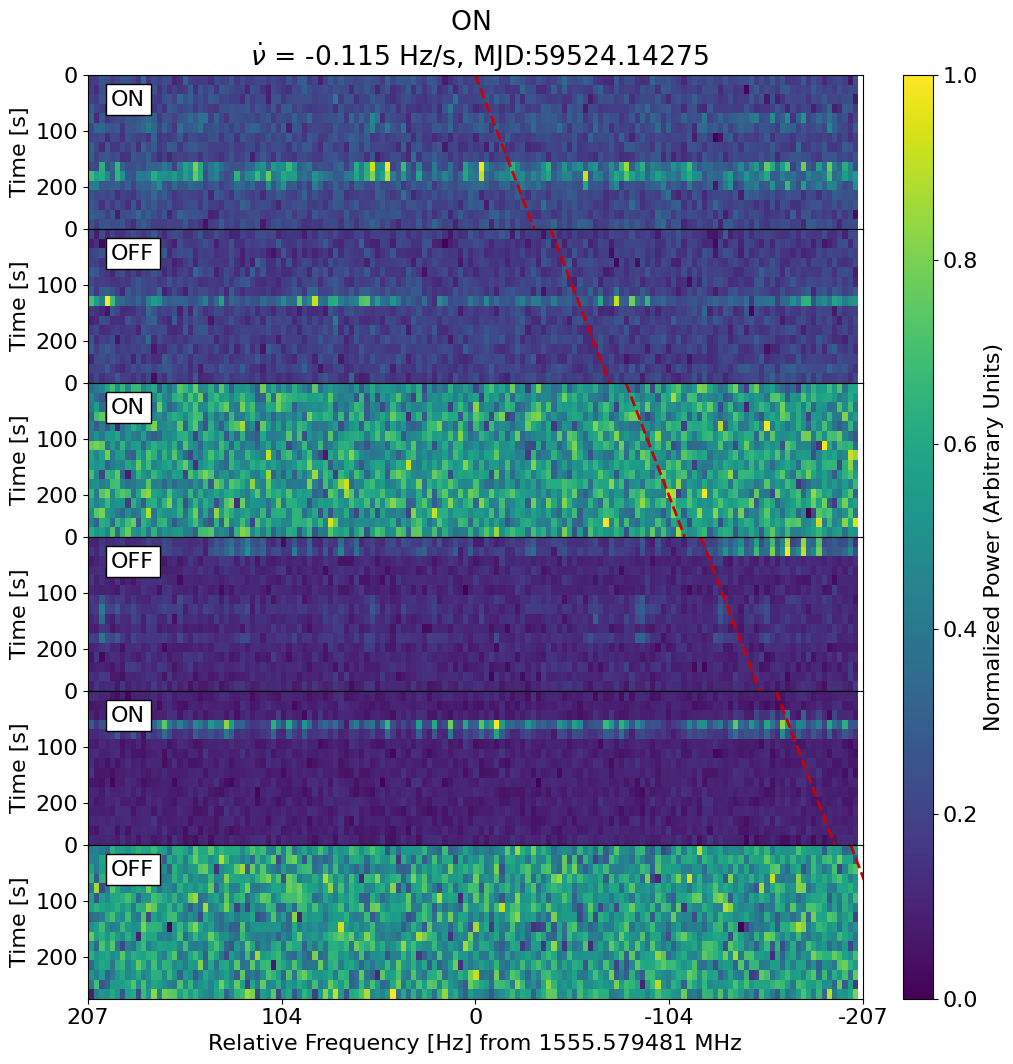 ON
ν̇ = -0.115 Hz/s, MJD:59524.14275
0
100
200
Time [s]
ON
0
100
200
Time [s]
OFF
0
100
200
Time [s]
ON
0
100
200
Time [s]
OFF
0
100
200
Time [s]
ON
0
100
200
Time [s]
OFF
207 104 0 -104 -207
Relative Frequency [Hz] from 1555.579481 MHz
1.0
0.8
0.6
0.4
0.2
0.0
Normalized Power (Arbitrary Units)